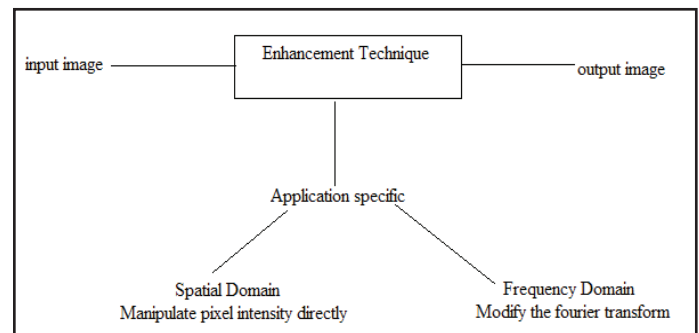 Enhancement Technique
input image
output image
Application specific
Spatial Domain
Manipulate pixel intensity directly
Frequency Domain
Modify the fourier transform